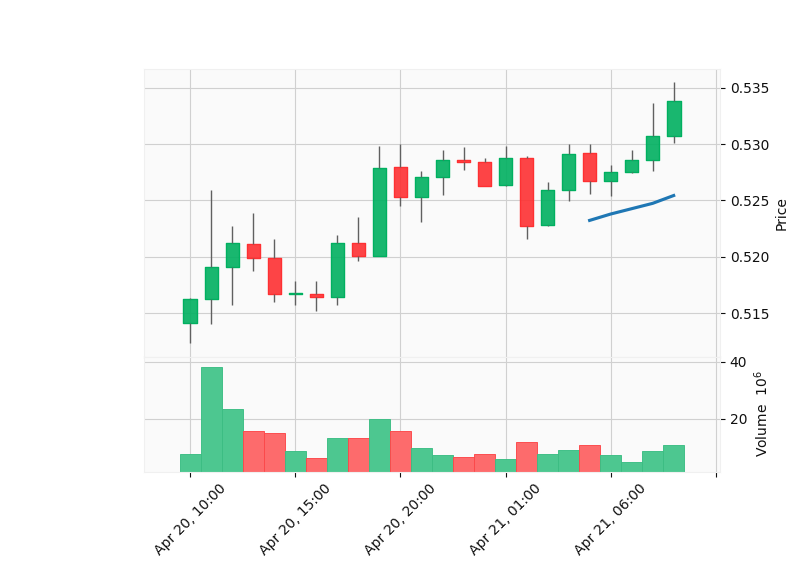 0.535
0.530
0.525
0.520
0.515
Price
40
20
Volume 10^6
Apr 20, 10:00
Apr 20, 15:00
Apr 20, 20:00
Apr 21, 01:00
Apr 21, 06:00